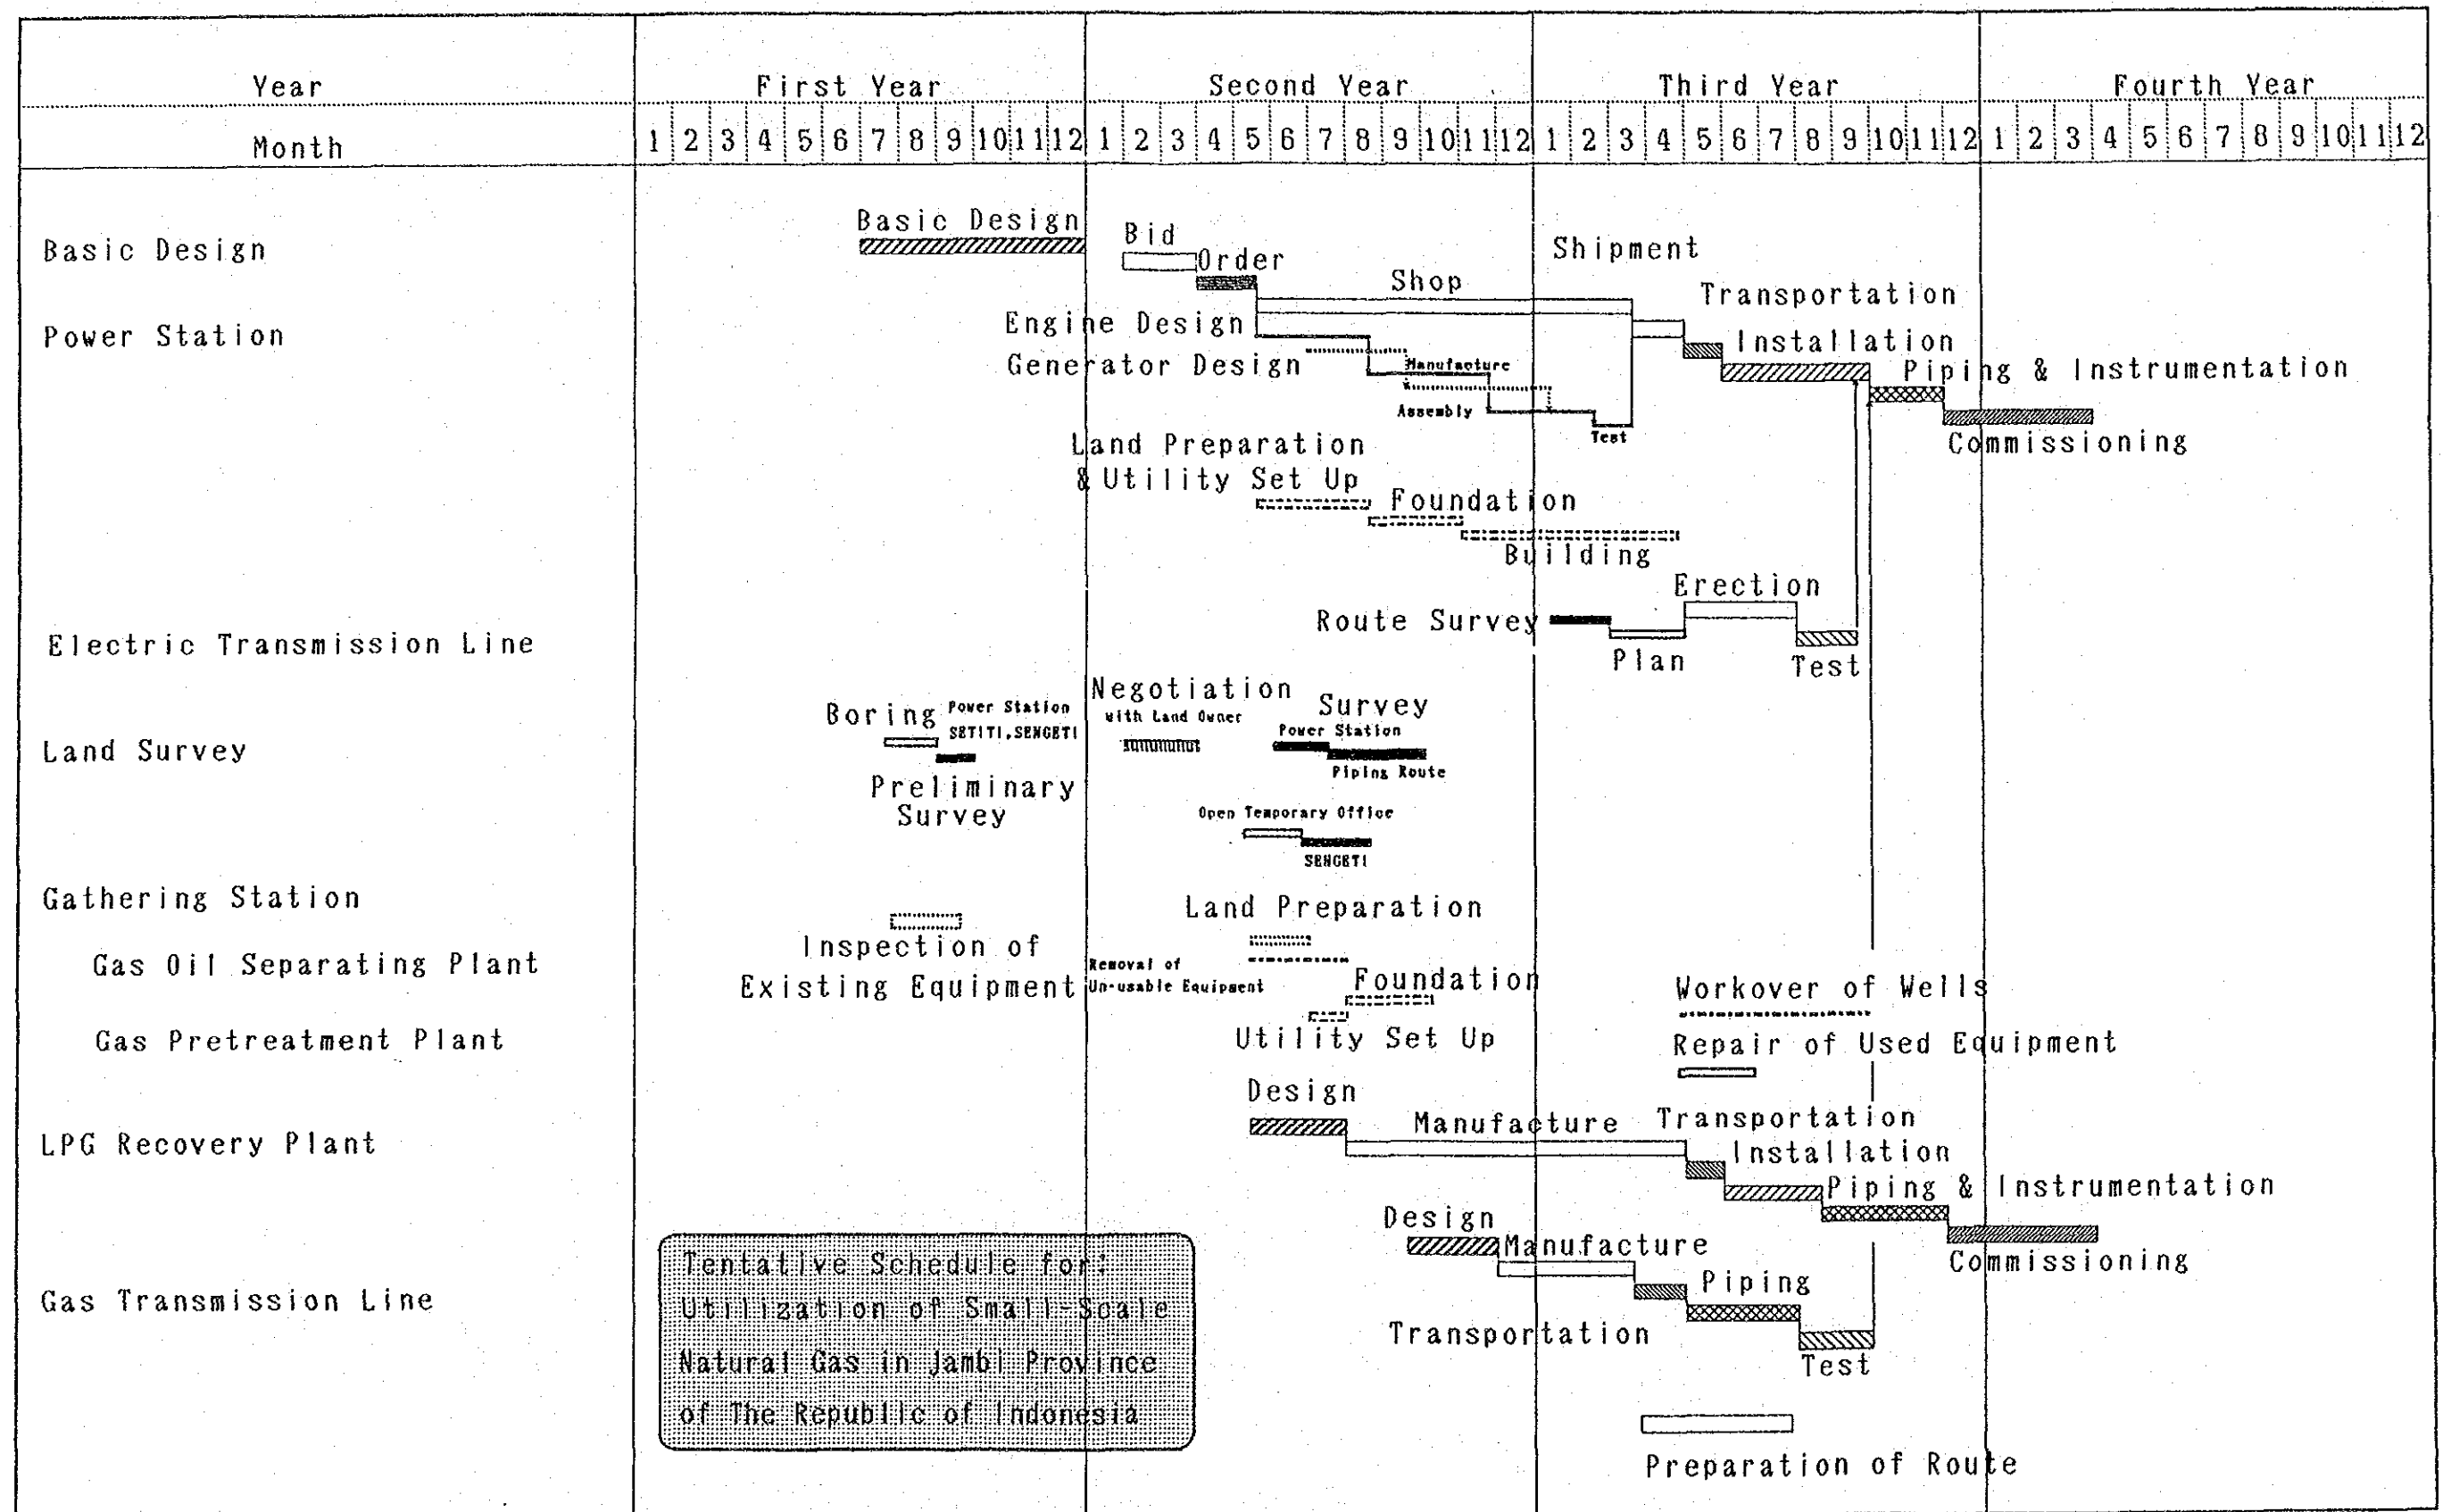 Year First Year Second Year Third Year Fourth Year
Month 1 2 3 4 5 6 7 8 9 10 11 12 1 2 3 4 5 6 7 8 9 10 11 12 1 2 3 4 5 6 7 8 9 10 11 12 1 2 3 4 5 6 7 8 9 10 11 12
Basic Design
Basic Design
Bid
Order
Shop
Shipment
Transportation
Power Station
Engine Design
Installation
Generator Design
Manufacture
Piping & Instrumentation
Assembly
Test
Commissioning
Land Preparation
& Utility Set Up
Foundation
Building
Erection
Electric Transmission Line
Route Survey
Plan
Test
Land Survey
Boring
Power Station
SETITI, SENGETI
Preliminary
Survey
Negotiation
with Land Owner
Survey
Power Station
Piping Route
Open Temporary Office
SENGETI
Gathering Station
Land Preparation
Inspection of
Existing Equipment
Gas Oil Separating Plant
Removal of
Un-usable Equipment
Foundation
Workover of Wells
Gas Pretreatment Plant
Utility Set Up
Repair of Used Equipment
Design
LPG Recovery Plant
Manufacture
Transportation
Installation
Piping & Instrumentation
Commissioning
Design
Manufacture
Gas Transmission Line
Piping
Transportation
Test
Preparation of Route
Tentative Schedule for:
Utilization of Small-Scale
Natural Gas in Jambi Province
of The Republic of Indonesia